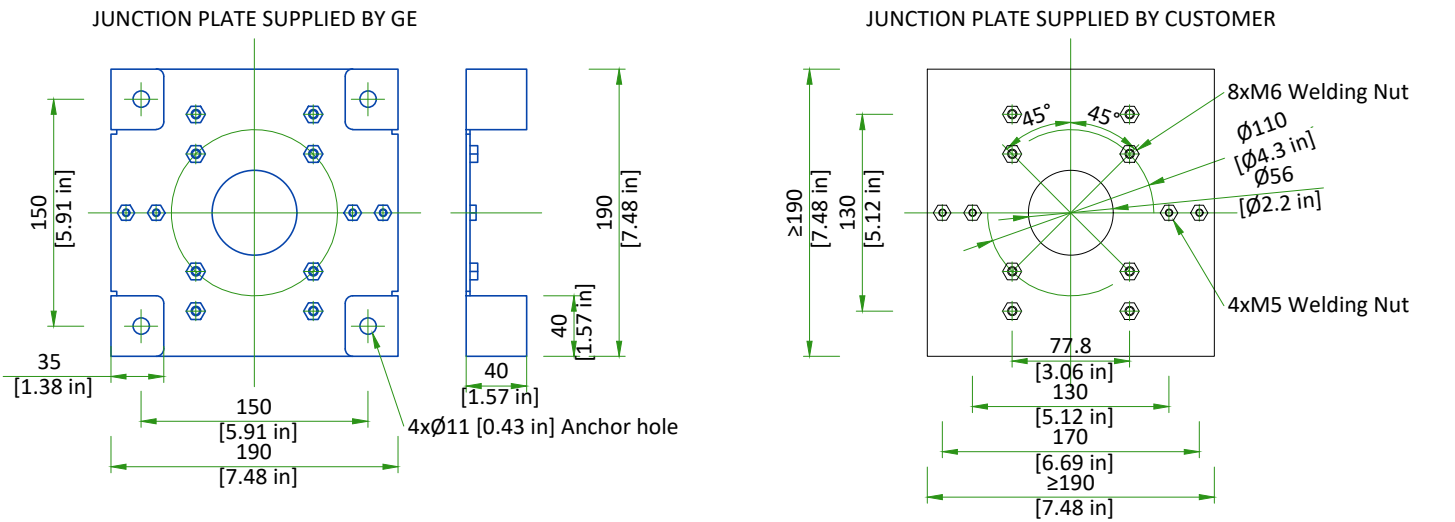 JUNCTION PLATE SUPPLIED BY GE
150
[5.91 in]
35
[1.38 in]
150
[5.91 in]
190
[7.48 in]
4xØ11 [0.43 in] Anchor hole
190
[7.48 in]
40
[1.57 in]
40
[1.57 in]
JUNCTION PLATE SUPPLIED BY CUSTOMER
≥190
[7.48 in]
130
[5.12 in]
45°
45°
8xM6 Welding Nut
Ø110
[Ø4.3 in]
Ø56
[Ø2.2 in]
4xM5 Welding Nut
77.8
[3.06 in]
130
[5.12 in]
170
[6.69 in]
≥190
[7.48 in]